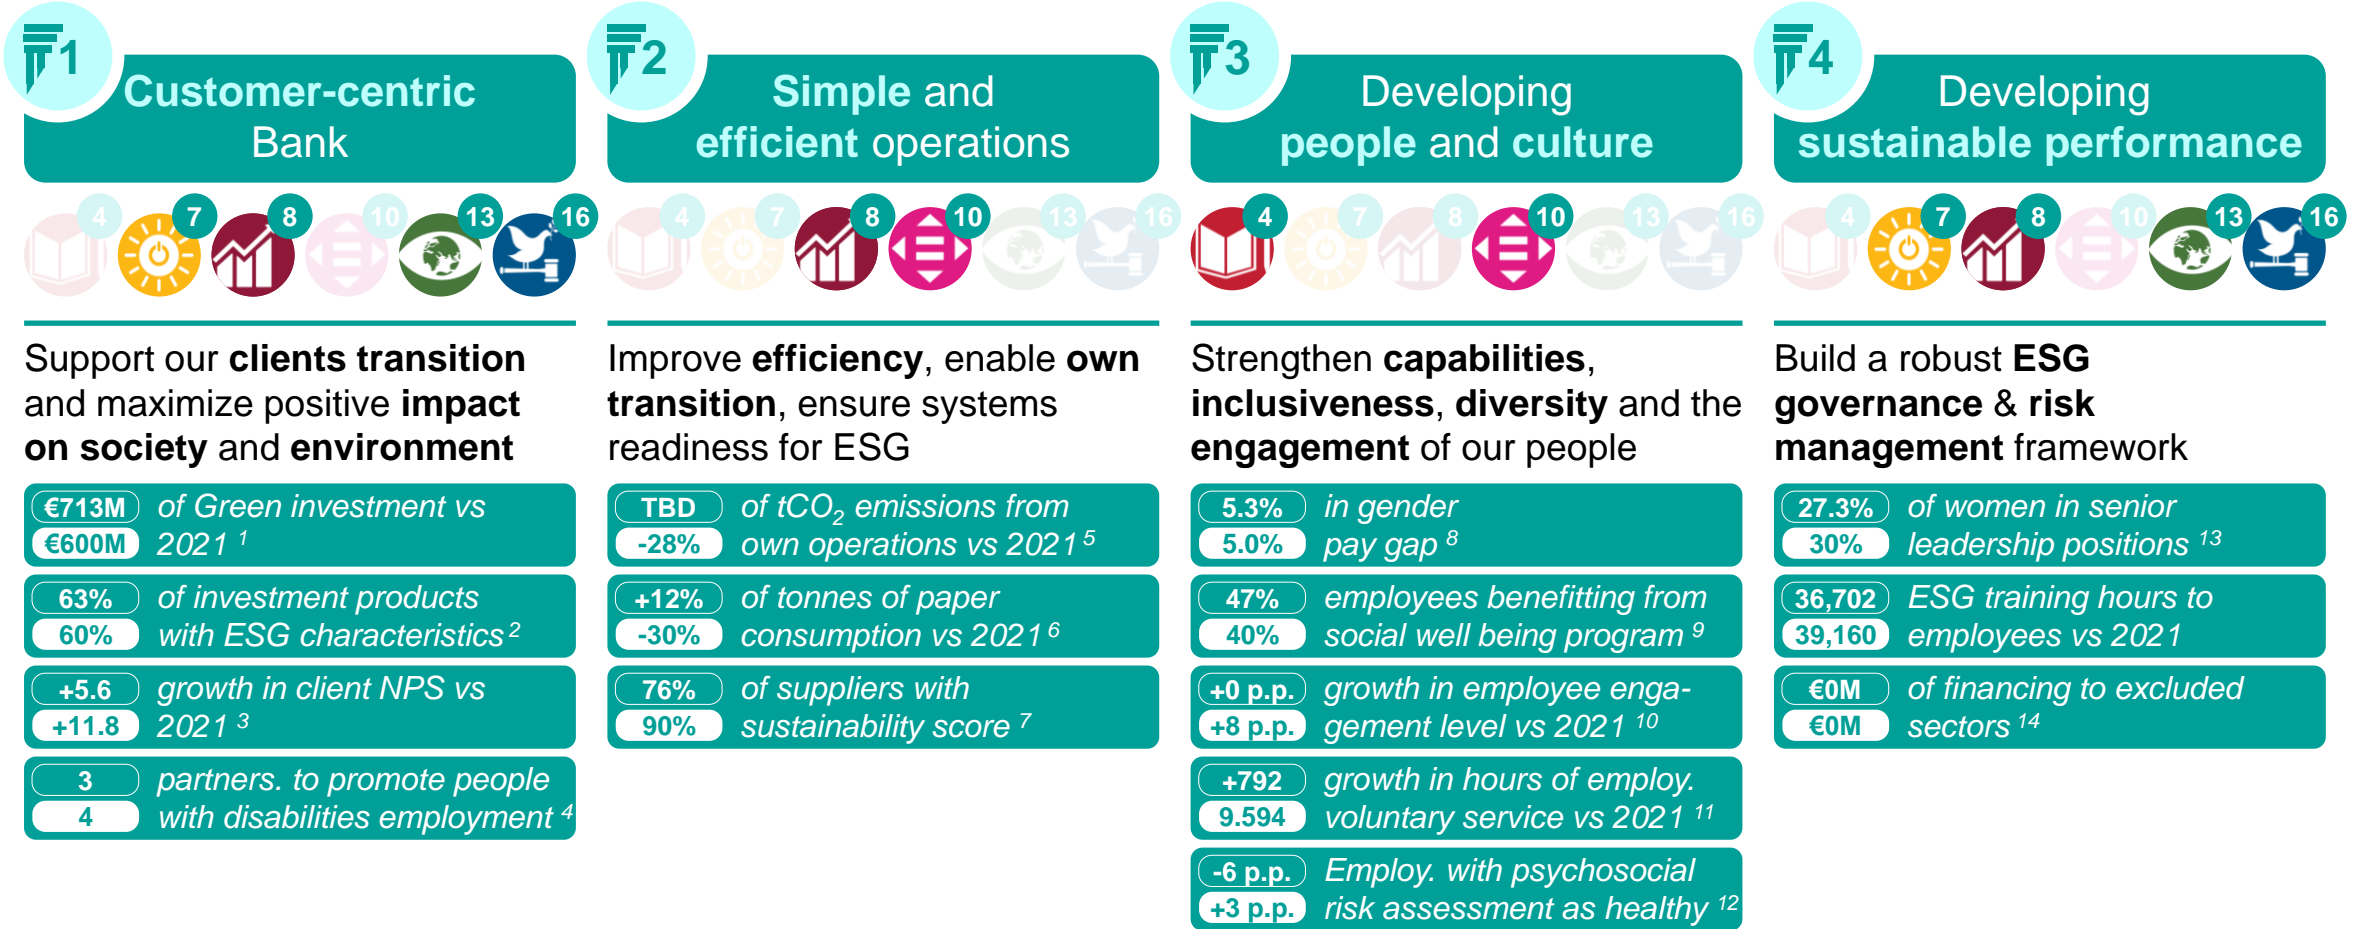 1
Customer-centric
Bank
4 7 8 10 13 16
Support our clients transition
and maximize positive impact
on society and environment
€713M of Green investment vs
€600M 2021 1
63% of investment products
60% with ESG characteristics 2
+5.6 growth in client NPS vs
+11.8 2021 3
3 partners. to promote people
4 with disabilities employment 4
2
Simple and
efficient operations
4 7 8 10 13 16
Improve efficiency, enable own
transition, ensure systems
readiness for ESG
TBD of tCO2 emissions from
-28% own operations vs 2021 5
+12% of tonnes of paper
-30% consumption vs 2021 6
76% of suppliers with
90% sustainability score 7
3
Developing
people and culture
4 7 8 10 13 16
Strengthen capabilities,
inclusiveness, diversity and the
engagement of our people
5.3% in gender
5.0% pay gap 8
47% employees benefitting from
40% social well being program 9
+0 p.p. growth in employee enga-
+8 p.p. gement level vs 2021 10
+792 growth in hours of employ.
9.594 voluntary service vs 2021 11
-6 p.p. Employ. with psychosocial
+3 p.p. risk assessment as healthy 12
4
Developing
sustainable performance
4 7 8 10 13 16
Build a robust ESG
governance & risk
management framework
27.3% of women in senior
30% leadership positions 13
36,702 ESG training hours to
39,160 employees vs 2021
€0M of financing to excluded
€0M sectors 14